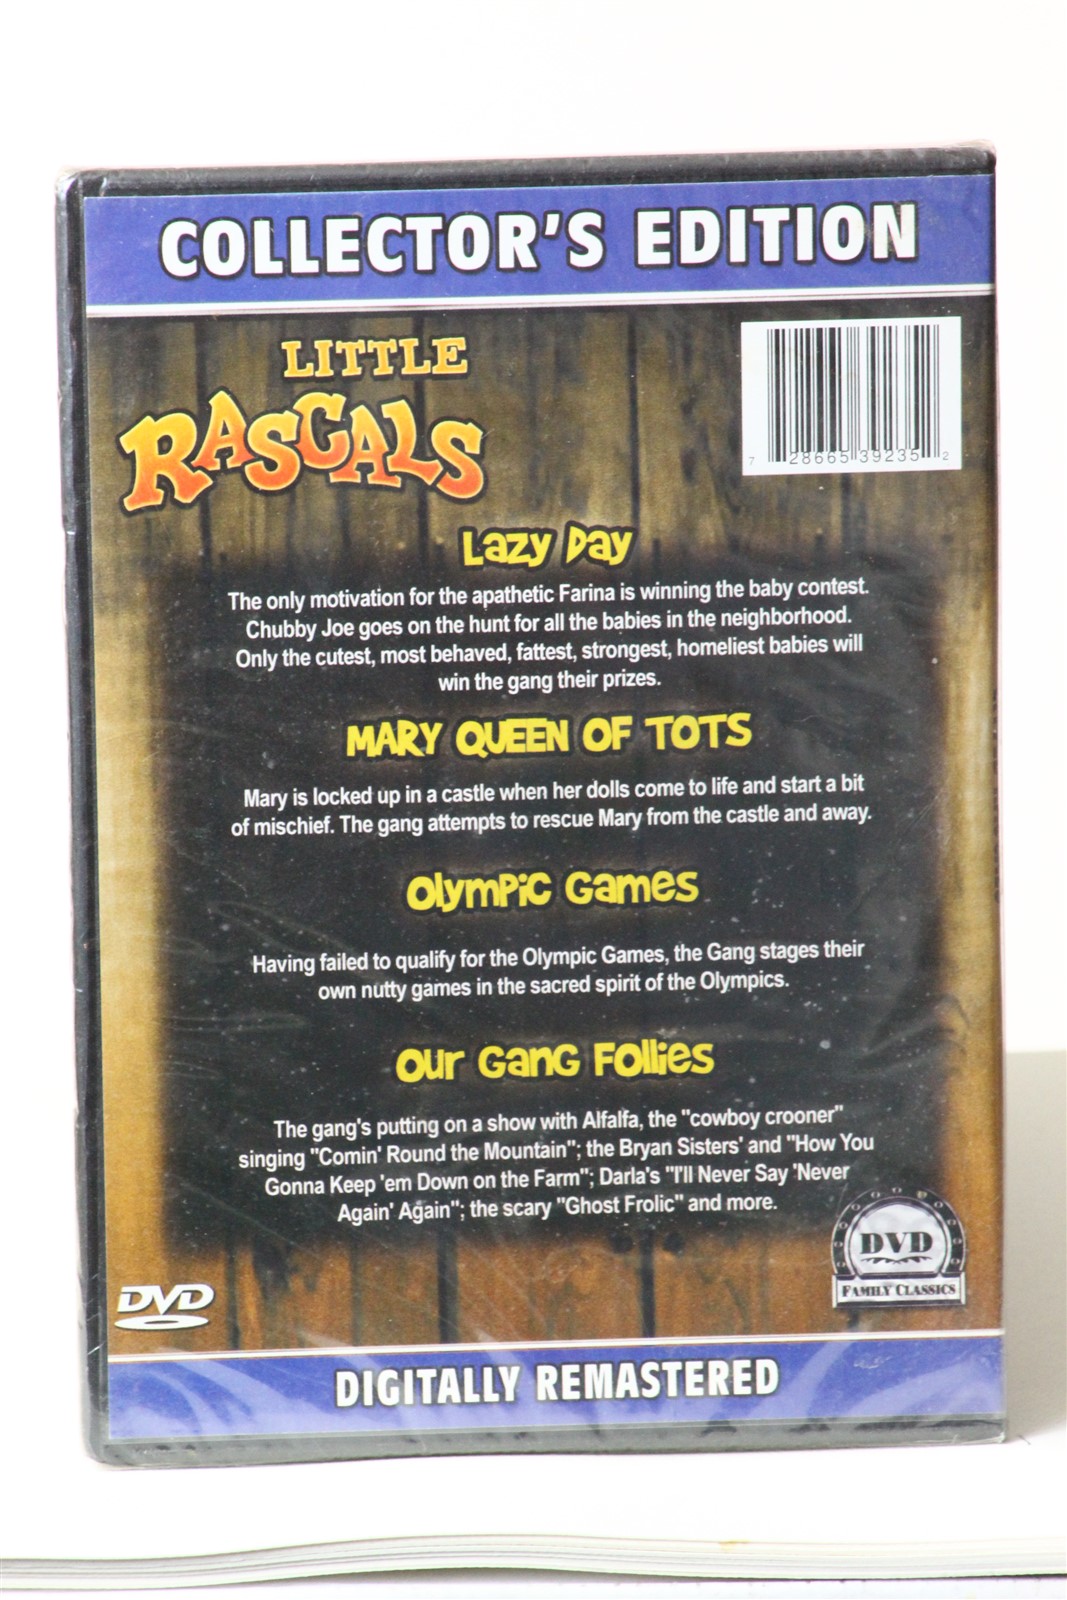 COLLECTOR'S EDITION
LITTLE
RASCALS
7 28665 39235 2
Lazy Day
The only motivation for the apathetic Farina is winning the baby contest.
Chubby Joe goes on the hunt for all the babies in the neighborhood.
Only the cutest, most behaved, fattest, strongest, homeliest babies will
win the gang their prizes.
MARY QUEEN OF TOTS
Mary is locked up in a castle when her dolls come to life and start a bit
of mischief. The gang attempts to rescue Mary from the castle and away.
Olympic Games
Having failed to qualify for the Olympic Games, the Gang stages their
own nutty games in the sacred spirit of the Olympics.
Our Gang Follies
The gang's putting on a show with Alfalfa, the "cowboy crooner"
singing "Comin' Round the Mountain"; the Bryan Sisters' and "How You
Gonna Keep 'em Down on the Farm"; Darla's "I'll Never Say 'Never
Again' Again"; the scary "Ghost Frolic" and more.
DVD
FAMILY CLASSICS
DVD
DIGITALLY REMASTERED